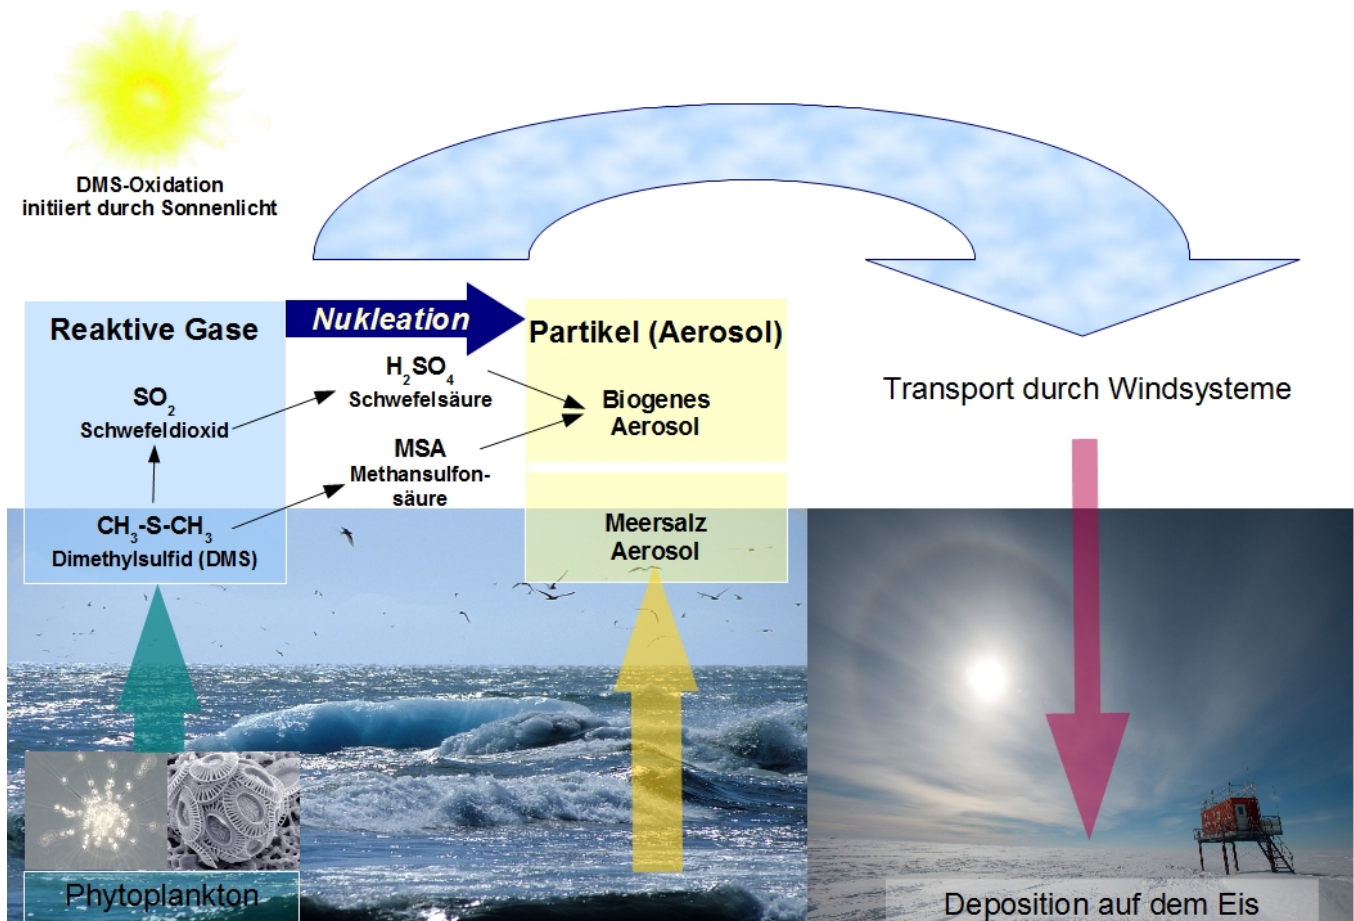 DMS-Oxidation
initiiert durch Sonnenlicht
Reaktive Gase
Nukleation
Partikel (Aerosol)
SO₂
Schwefeldioxid
H₂SO₄
Schwefelsäure
MSA
Methansulfon-
säure
CH₃-S-CH₃
Dimethylsulfid (DMS)
Biogenes
Aerosol
Meersalz
Aerosol
Transport durch Windsysteme
Phytoplankton
Deposition auf dem Eis